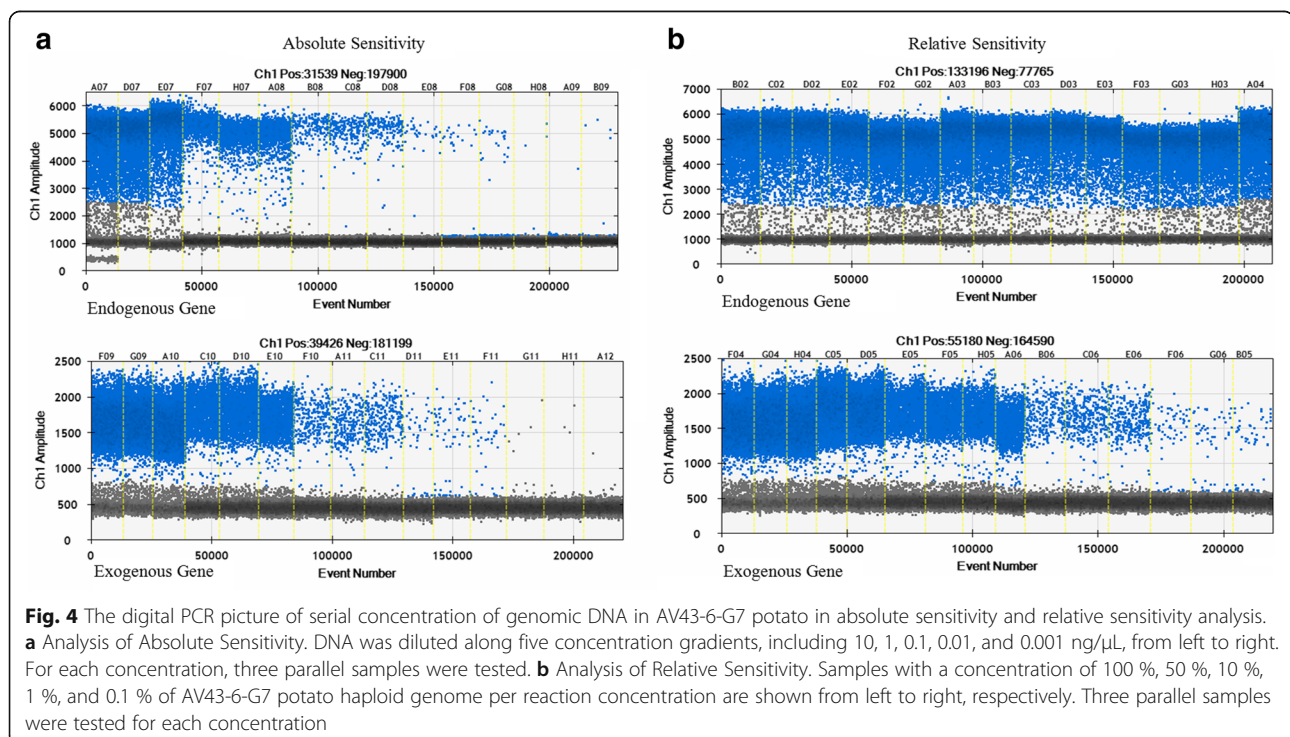 a
Absolute Sensitivity
Ch1 Pos:31539 Neg:197900
A07 D07 E07 F07 H07 A08 B08 C08 D08 E08 F08 G08 H08 A09 B09
6000
5000
4000
3000
2000
1000
0
Ch1 Amplitude
0 50000 100000 150000 200000
Endogenous Gene
Event Number
Ch1 Pos:39426 Neg:181199
F09 G09 A10 C10 D10 E10 F10 A11 C11 D11 E11 F11 G11 H11 A12
2500
2000
1500
1000
500
0
Ch1 Amplitude
0 50000 100000 150000 200000
Exogenous Gene
Event Number
b
Relative Sensitivity
Ch1 Pos:133196 Neg:77765
B02 C02 D02 E02 F02 G02 A03 B03 C03 D03 E03 F03 G03 H03 A04
7000
6000
5000
4000
3000
2000
1000
0
Ch1 Amplitude
0 50000 100000 150000 200000
Endogenous Gene
Event Number
Ch1 Pos:55180 Neg:164590
F04 G04 H04 C05 D05 E05 F05 H05 A06 B06 C06 E06 F06 G06 B05
2500
2000
1500
1000
500
0
Ch1 Amplitude
0 50000 100000 150000 200000
Exogenous Gene
Event Number
Fig. 4 The digital PCR picture of serial concentration of genomic DNA in AV43-6-G7 potato in absolute sensitivity and relative sensitivity analysis.
a Analysis of Absolute Sensitivity. DNA was diluted along five concentration gradients, including 10, 1, 0.1, 0.01, and 0.001 ng/μL, from left to right.
For each concentration, three parallel samples were tested. b Analysis of Relative Sensitivity. Samples with a concentration of 100 %, 50 %, 10 %,
1 %, and 0.1 % of AV43-6-G7 potato haploid genome per reaction concentration are shown from left to right, respectively. Three parallel samples
were tested for each concentration